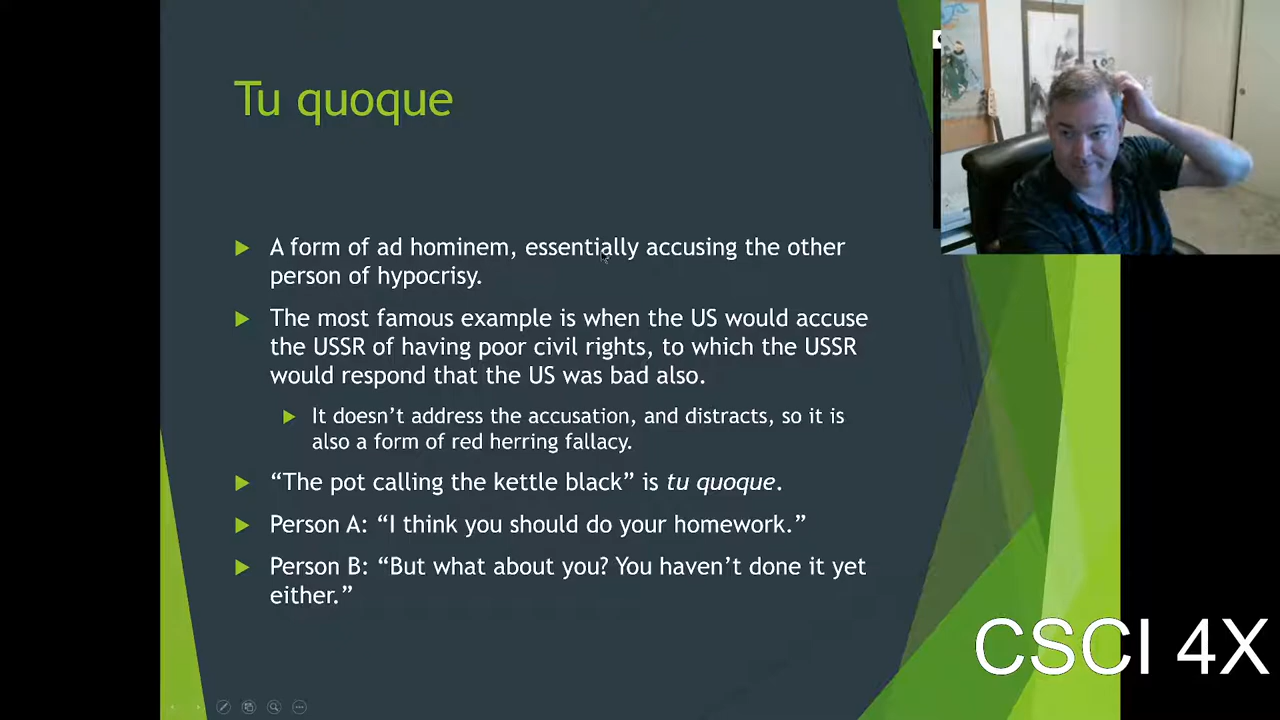 Tu quoque
A form of ad hominem, essentially accusing the other
person of hypocrisy.
The most famous example is when the US would accuse
the USSR of having poor civil rights, to which the USSR
would respond that the US was bad also.
It doesn’t address the accusation, and distracts, so it is
also a form of red herring fallacy.
“The pot calling the kettle black” is tu quoque.
Person A: “I think you should do your homework.”
Person B: “But what about you? You haven’t done it yet
either.”
CSCI 4X